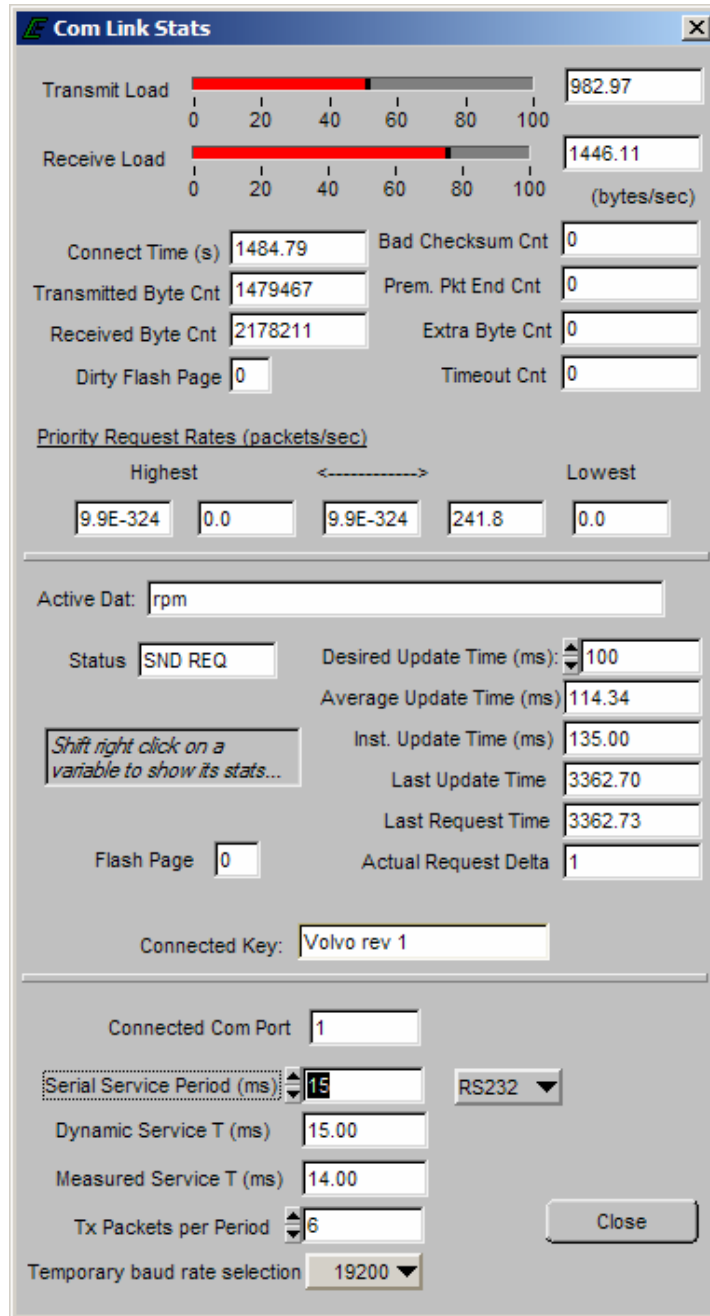 Com Link Stats
Transmit Load 982.97
0 20 40 60 80 100
Receive Load 1446.11
0 20 40 60 80 100
(bytes/sec)
Connect Time (s) 1484.79 Bad Checksum Cnt 0
Transmitted Byte Cnt 1479467 Prem. Pkt End Cnt 0
Received Byte Cnt 2178211 Extra Byte Cnt 0
Dirty Flash Page 0 Timeout Cnt 0
Priority Request Rates (packets/sec)
Highest <------------> Lowest
9.9E-324 0.0 9.9E-324 241.8 0.0
Active Dat: rpm
Status SND REQ Desired Update Time (ms): 100
Average Update Time (ms) 114.34
Shift right click on a
variable to show its stats...
Inst. Update Time (ms) 135.00
Last Update Time 3362.70
Last Request Time 3362.73
Flash Page 0 Actual Request Delta 1
Connected Key: Volvo rev 1
Connected Com Port 1
Serial Service Period (ms) 15 RS232
Dynamic Service T (ms) 15.00
Measured Service T (ms) 14.00
Tx Packets per Period 6 Close
Temporary baud rate selection 19200